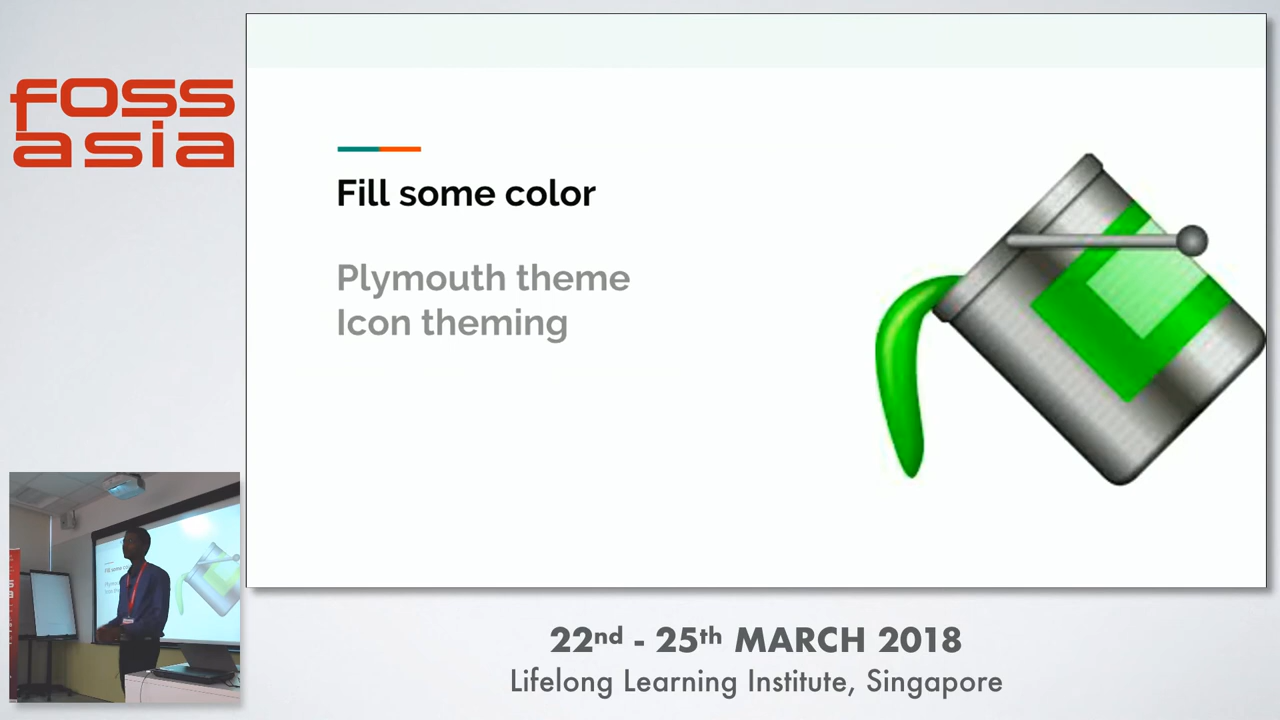 foss
asia
Fill some color
Plymouth theme
Icon theming
22nd - 25th MARCH 2018
Lifelong Learning Institute, Singapore